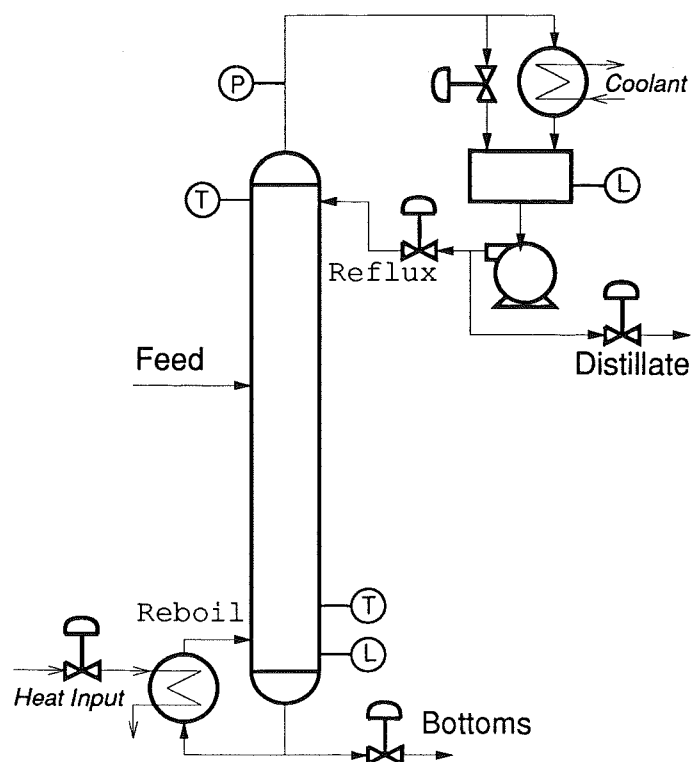 P
Coolant
T
L
Reflux
Feed
Distillate
T
Reboil
L
Heat Input
Bottoms